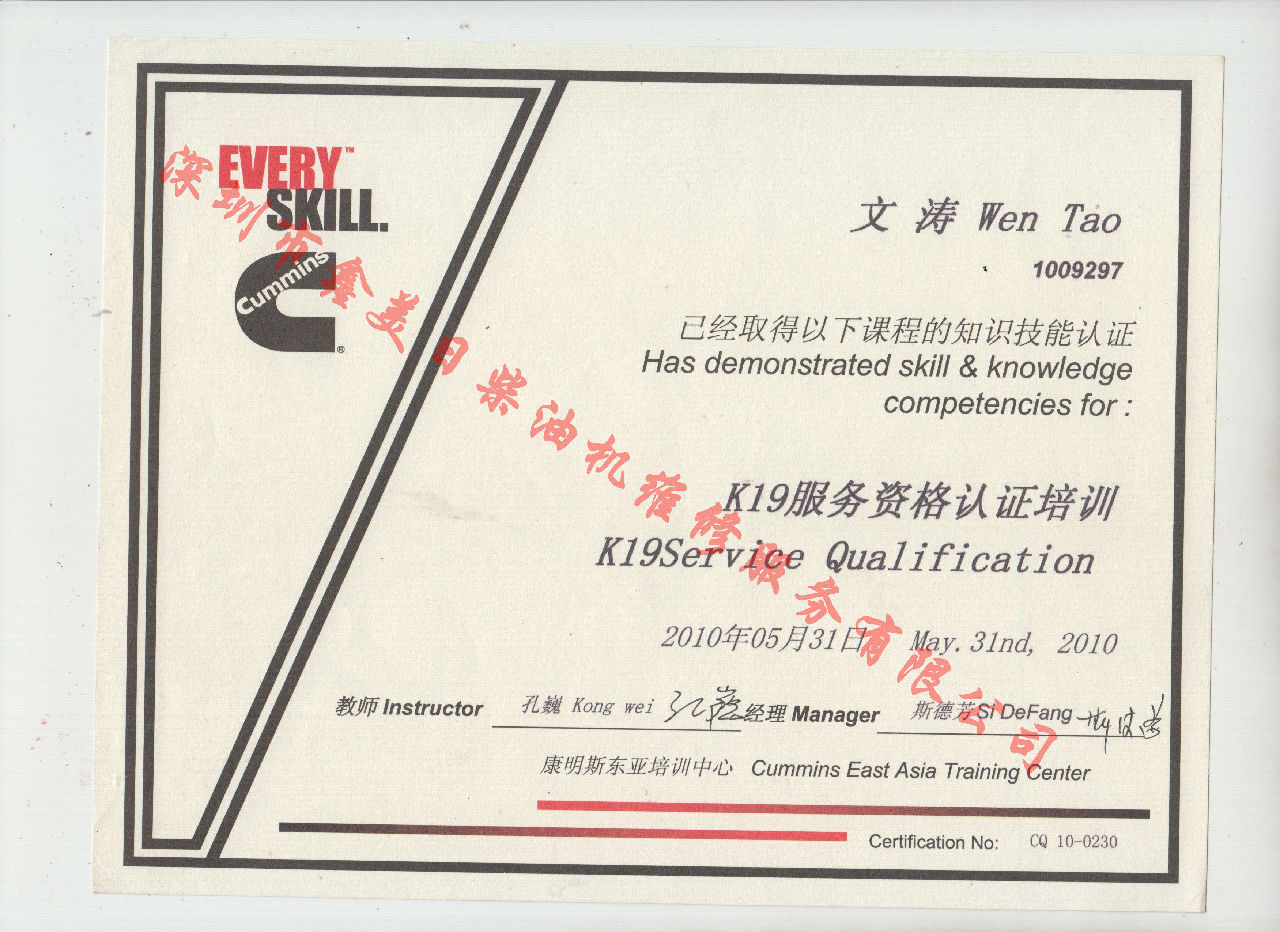 EVERY™
SKILL.
Cummins®
文 涛 Wen Tao
1009297
已经取得以下课程的知识技能认证
Has demonstrated skill & knowledge
competencies for :
K19服务资格认证培训
K19Service Qualification
2010年05月31日 May. 31nd, 2010
教师 Instructor 孔巍 Kong wei 经理 Manager 斯德芳Si DeFang
康明斯东亚培训中心 Cummins East Asia Training Center
Certification No: CQ 10-0230
深圳市鑫美日柴油机维修服务有限公司